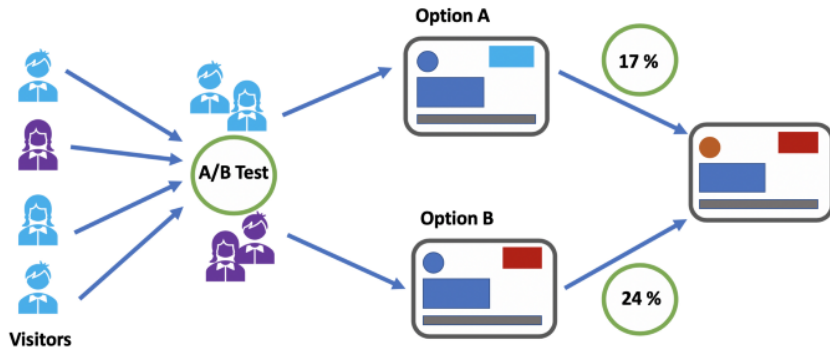 Option A
17 %
A/B Test
Option B
24 %
Visitors